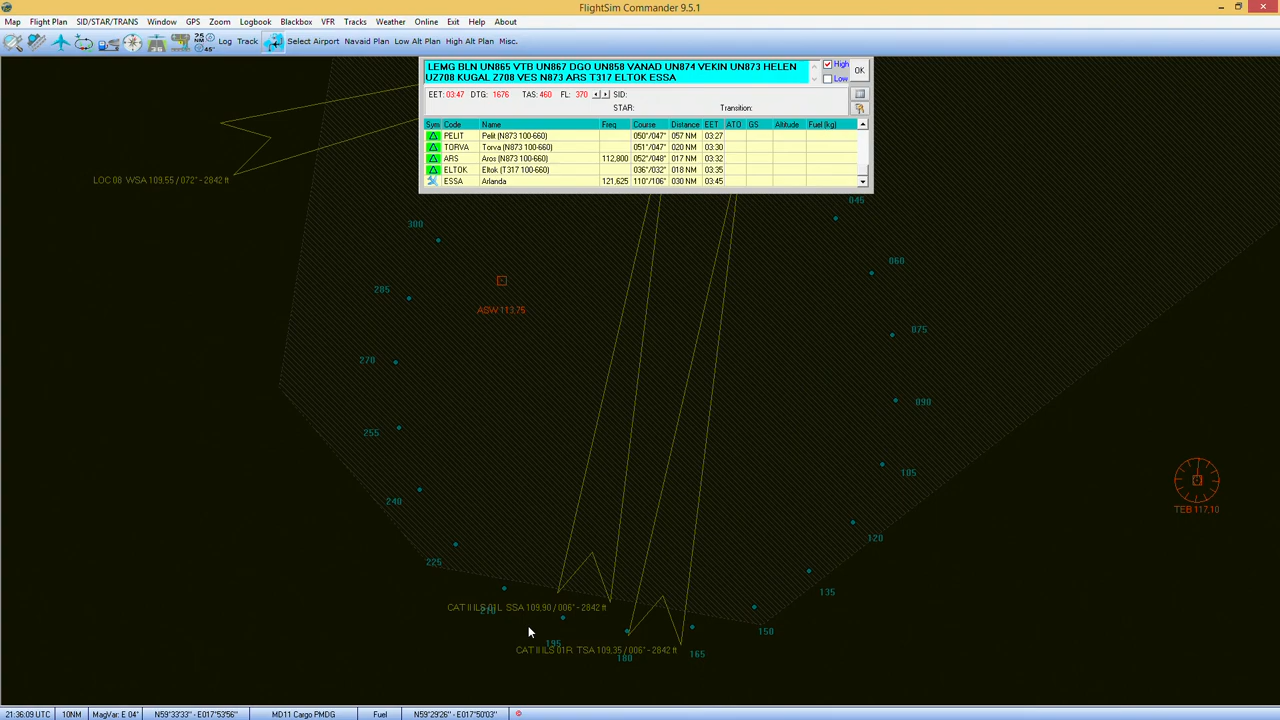 FlightSim Commander 9.5.1
Map Flight Plan SID/STAR/TRANS Window GPS Zoom Logbook Blackbox VFR Tracks Weather Online Exit Help About
25 NM 45° Log Track Select Airport Navaid Plan Low Alt Plan High Alt Plan Misc.
LEMG BLN UN865 VTB UN867 DGO UN858 VANAD UN874 VEKIN UN873 HELEN
UZ708 KUGAL Z708 VES N873 ARS T317 ELTOK ESSA
High
Low
OK
EET: 03:47 DTG: 1676 TAS: 460 FL: 370 SID:
STAR: Transition:
Sym Code Name Freq Course Distance EET ATO GS Altitude Fuel (kg)
PELIT Pelit (N873 100-660) 050°/047° 057 NM 03:27
TORVA Torva (N873 100-660) 051°/047° 020 NM 03:30
ARS Aros (N873 100-660) 112,800 052°/048° 017 NM 03:32
ELTOK Eltok (T317 100-660) 036°/032° 018 NM 03:35
ESSA Arlanda 121,625 110°/106° 030 NM 03:45
LOC 08 WSA 109,55 / 072° - 2842 ft
045
300
060
285
ASW 113,75
075
270
090
255
105
240
TEB 117,10
120
225
135
CAT II ILS 01L SSA 109,90 / 006° - 2842 ft
210
150
195
CAT II ILS 01R TSA 109,35 / 006° - 2842 ft
165
180
21:36:09 UTC 10NM MagVar: E 04° N59°33'33" - E017°53'56" MD11 Cargo PMDG Fuel N59°29'26" - E017°50'03"